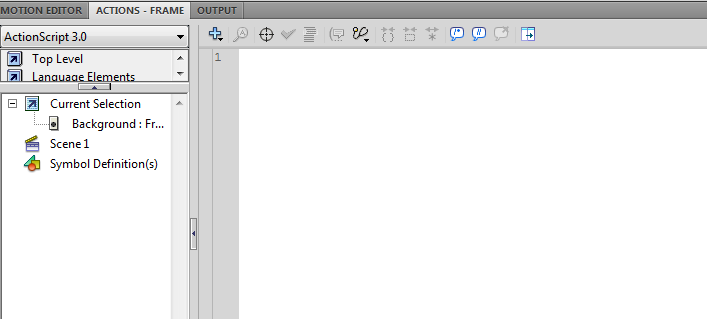 MOTION EDITOR ACTIONS - FRAME OUTPUT
ActionScript 3.0
Top Level
Language Elements
Current Selection
Background : Fr...
Scene 1
Symbol Definition(s)
1